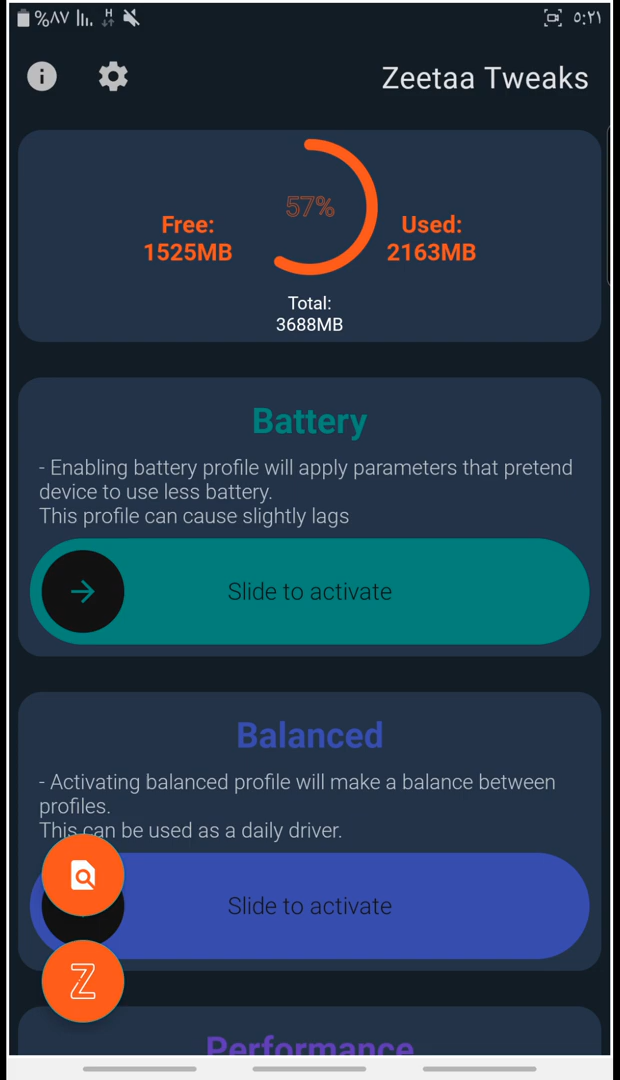 %٨٧ H ٥:٢١
Zeetaa Tweaks
57%
Free:
1525MB
Used:
2163MB
Total:
3688MB
Battery
- Enabling battery profile will apply parameters that pretend
device to use less battery.
This profile can cause slightly lags
Slide to activate
Balanced
- Activating balanced profile will make a balance between
profiles.
This can be used as a daily driver.
Slide to activate
Z
Performance